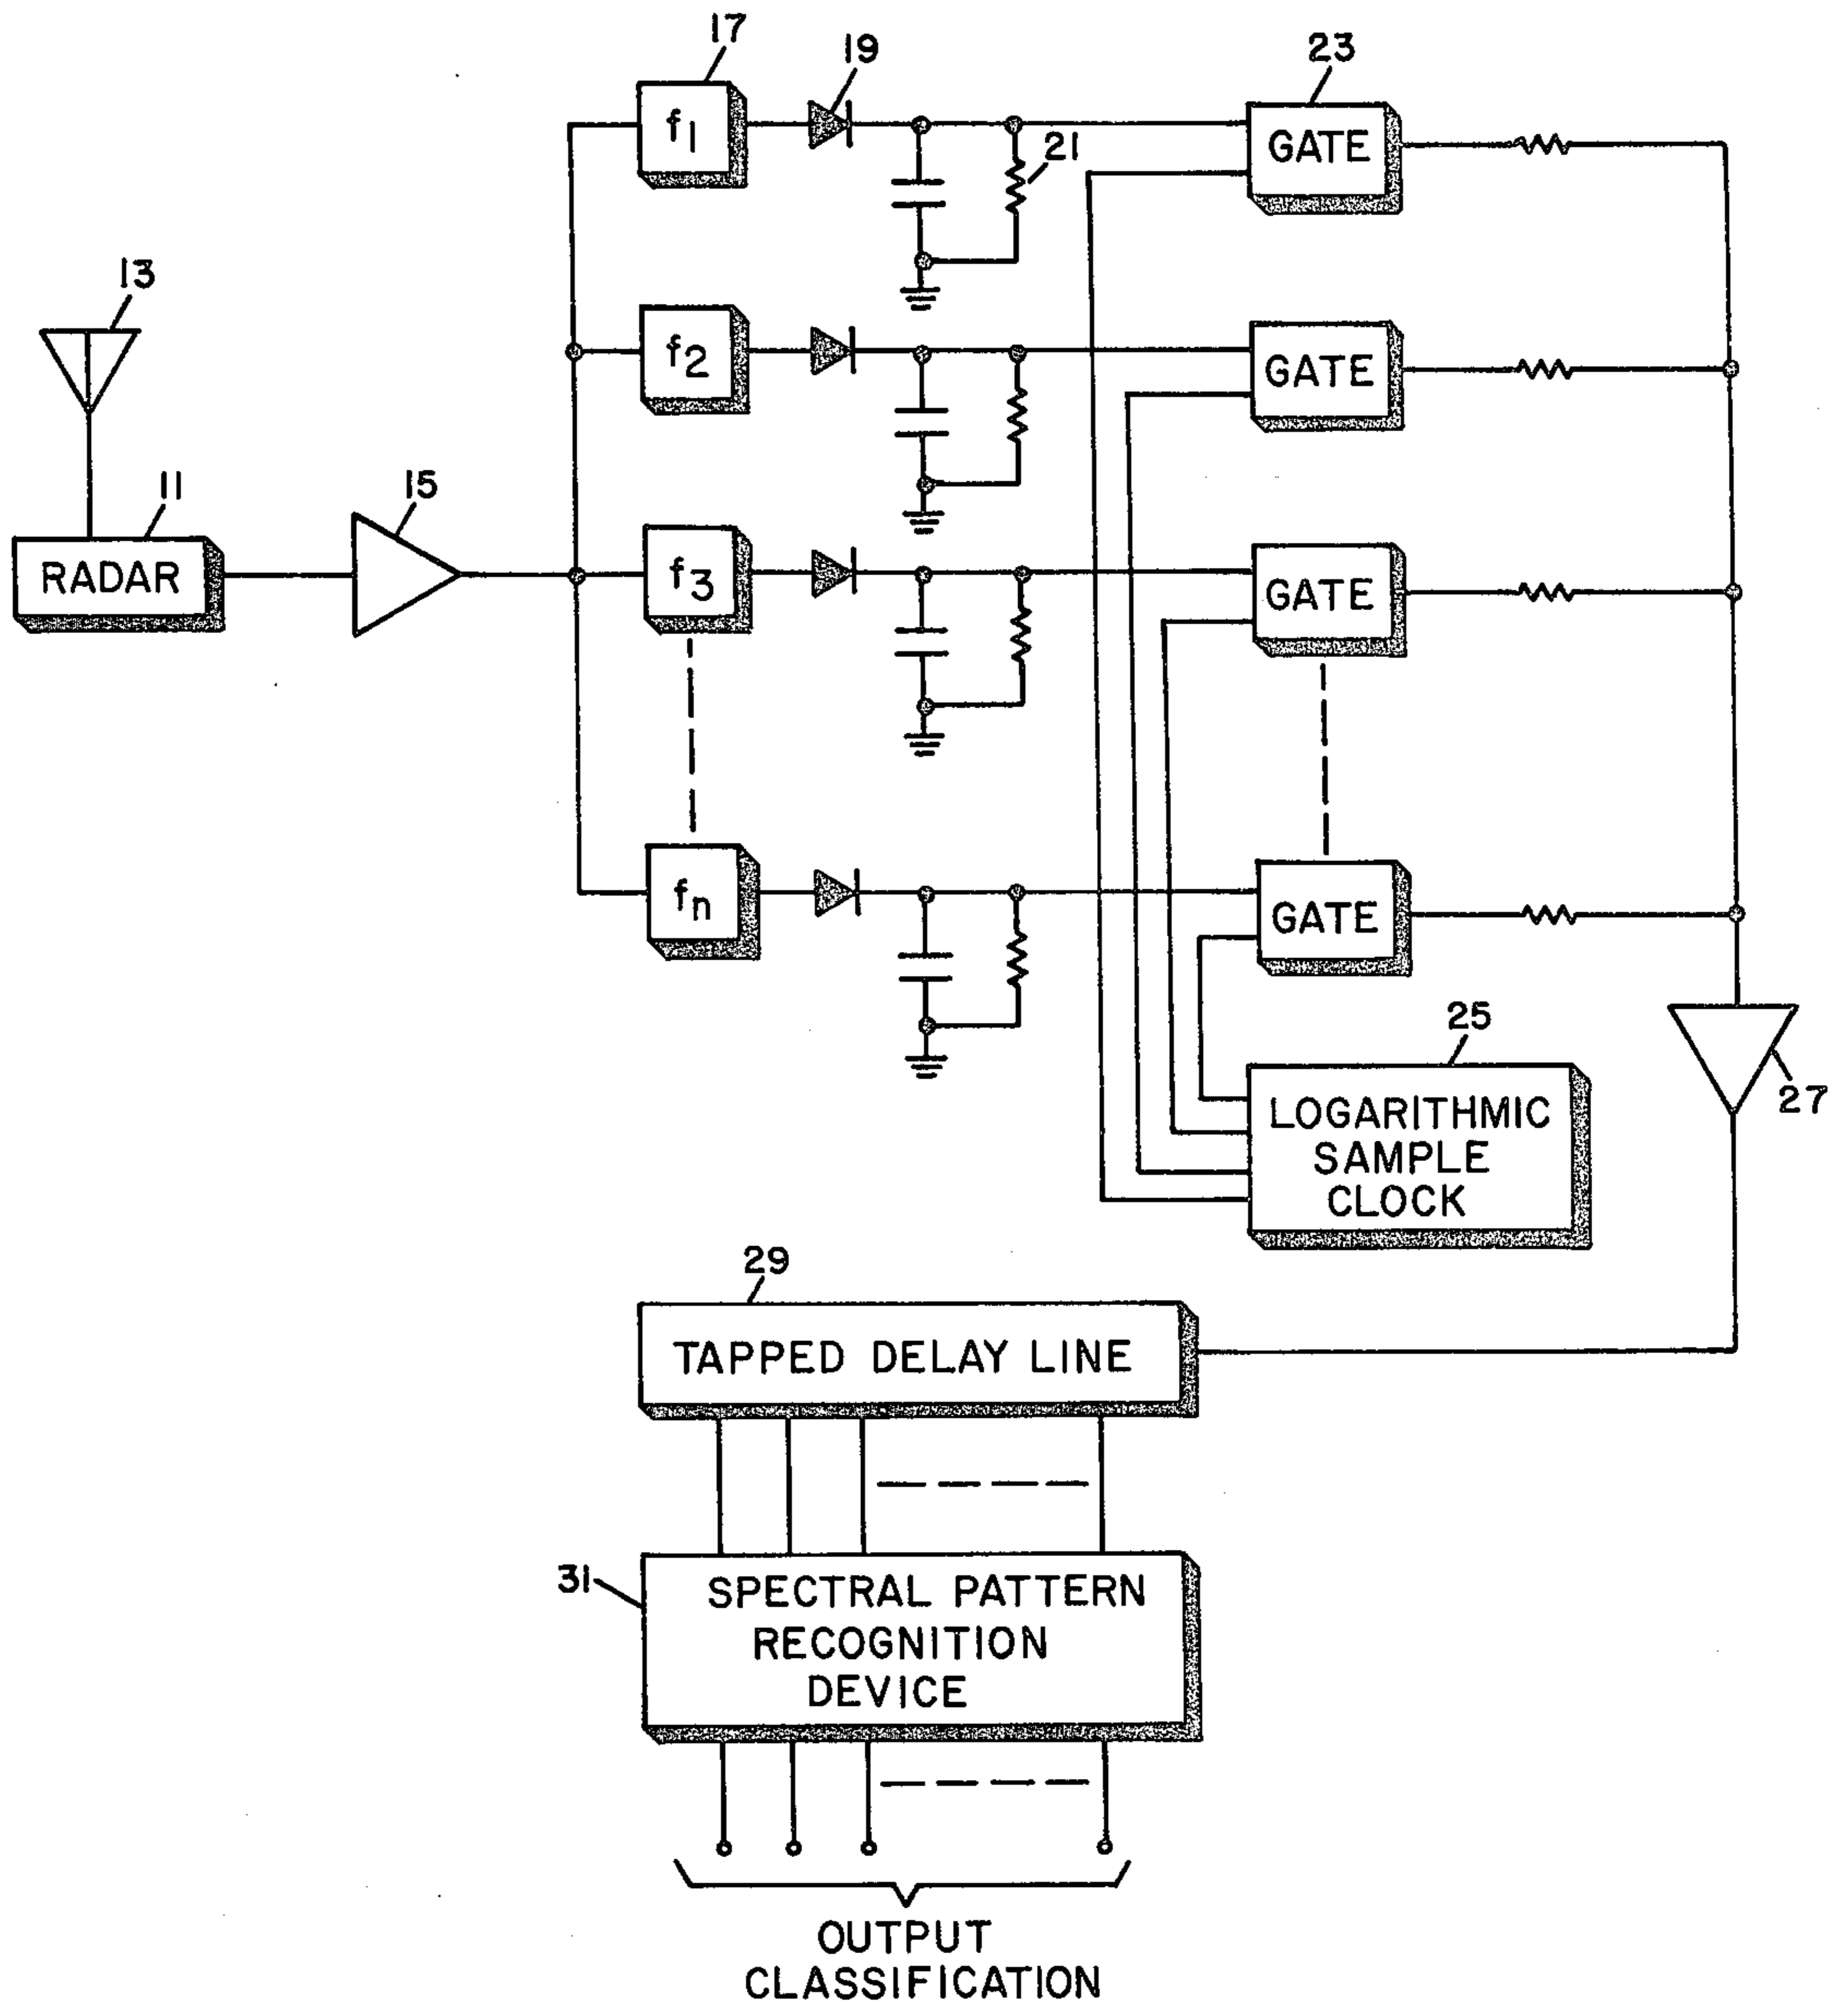 17
19
23
f1
21
GATE
13
f2
GATE
11
15
RADAR
f3
GATE
fn
GATE
25
27
LOGARITHMIC
SAMPLE
CLOCK
29
TAPPED DELAY LINE
31
SPECTRAL PATTERN
RECOGNITION
DEVICE
OUTPUT
CLASSIFICATION